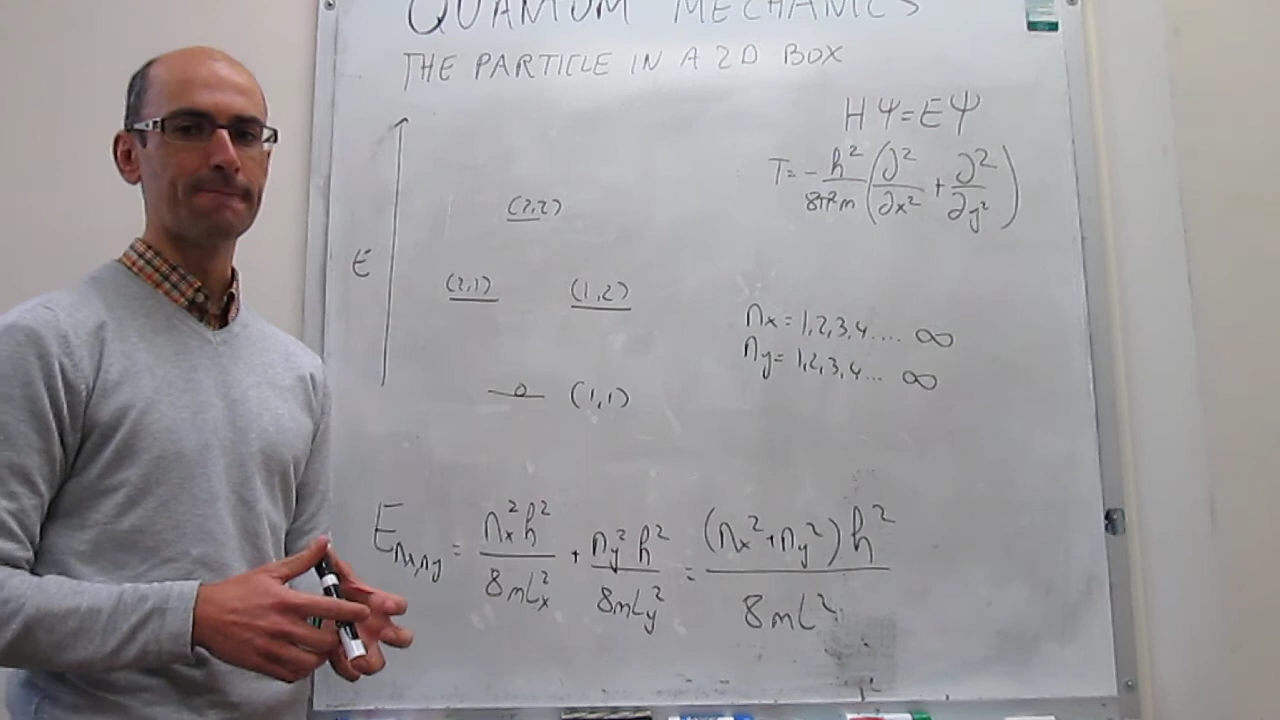 QUANTUM MECHANICS
THE PARTICLE IN A 2D BOX
HΨ=EΨ
T=-h²/8π²m(∂²/∂x²+∂²/∂y²)
(2,2)
E
(2,1) (1,2)
nx=1,2,3,4.... ∞
ny=1,2,3,4... ∞
(1,1)
Enx,ny=nx²h²/8mLx²+ny²h²/8mLy²=(nx²+ny²)h²/8mL²